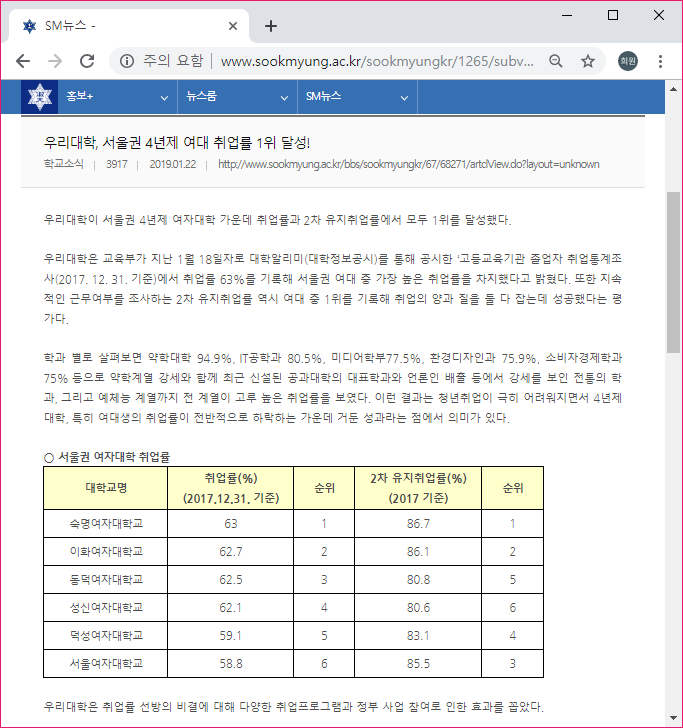 SM뉴스 -
주의 요함 | www.sookmyung.ac.kr/sookmyungkr/1265/subv... 희원
홍보+ 뉴스룸 SM뉴스
우리대학, 서울권 4년제 여대 취업률 1위 달성!
학교소식 | 3917 | 2019.01.22 | http://www.sookmyung.ac.kr/bbs/sookmyungkr/67/68271/artclView.do?layout=unknown
우리대학이 서울권 4년제 여자대학 가운데 취업률과 2차 유지취업률에서 모두 1위를 달성했다.
우리대학은 교육부가 지난 1월 18일자로 대학알리미(대학정보공시)를 통해 공시한 ‘고등교육기관 졸업자 취업통계조
사(2017. 12. 31. 기준)에서 취업률 63%를 기록해 서울권 여대 중 가장 높은 취업률을 차지했다고 밝혔다. 또한 지속
적인 근무여부를 조사하는 2차 유지취업률 역시 여대 중 1위를 기록해 취업의 양과 질을 둘 다 잡는데 성공했다는 평
가다.
학과 별로 살펴보면 약학대학 94.9%, IT공학과 80.5%, 미디어학부77.5%, 환경디자인과 75.9%, 소비자경제학과
75% 등으로 약학계열 강세와 함께 최근 신설된 공과대학의 대표학과와 언론인 배출 등에서 강세를 보인 전통의 학
과, 그리고 예체능 계열까지 전 계열이 고루 높은 취업률을 보였다. 이런 결과는 청년취업이 극히 어려워지면서 4년제
대학, 특히 여대생의 취업률이 전반적으로 하락하는 가운데 거둔 성과라는 점에서 의미가 있다.
○ 서울권 여자대학 취업률
대학교명 취업률(%) 순위 2차 유지취업률(%) 순위
(2017.12.31. 기준) (2017 기준)
숙명여자대학교 63 1 86.7 1
이화여자대학교 62.7 2 86.1 2
동덕여자대학교 62.5 3 80.8 5
성신여자대학교 62.1 4 80.6 6
덕성여자대학교 59.1 5 83.1 4
서울여자대학교 58.8 6 85.5 3
우리대학은 취업률 선방의 비결에 대해 다양한 취업프로그램과 정부 사업 참여로 인한 효과를 꼽았다.